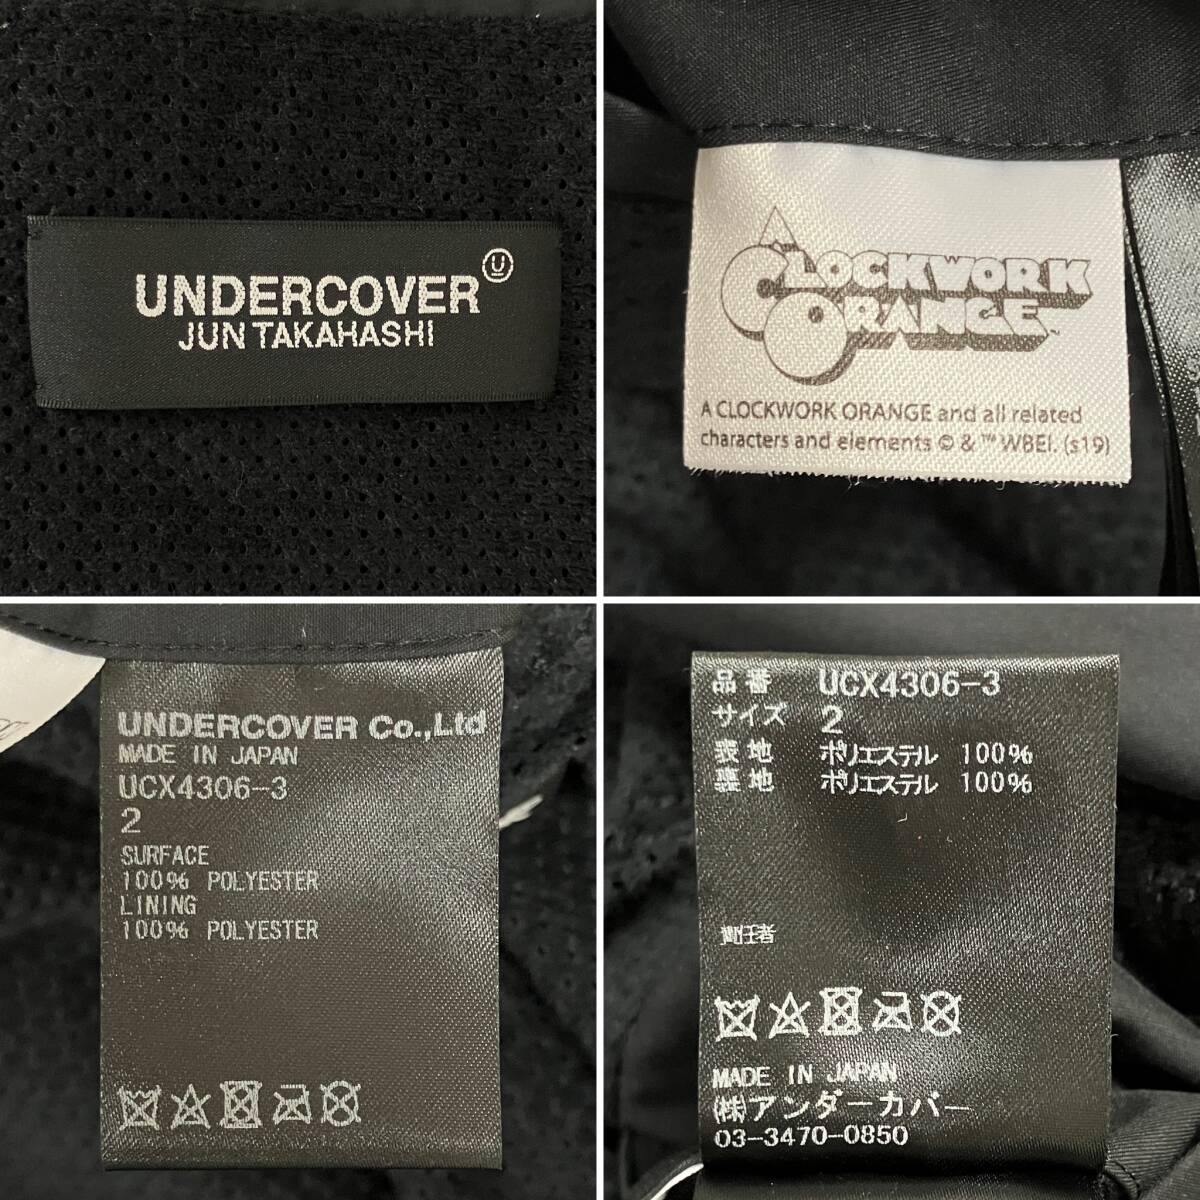 UNDERCOVER
U
JUN TAKAHASHI
A CLOCKWORK
ORANGE™
A CLOCKWORK ORANGE and all related
characters and elements © & ™ WBEI. (s19)
UNDERCOVER Co.,Ltd
MADE IN JAPAN
UCX4306-3
2
SURFACE
100% POLYESTER
LINING
100% POLYESTER
品番 UCX4306-3
サイズ 2
表地 ポリエステル 100%
裏地 ポリエステル 100%
責任者
MADE IN JAPAN
㈱アンダーカバー
03-3470-0850